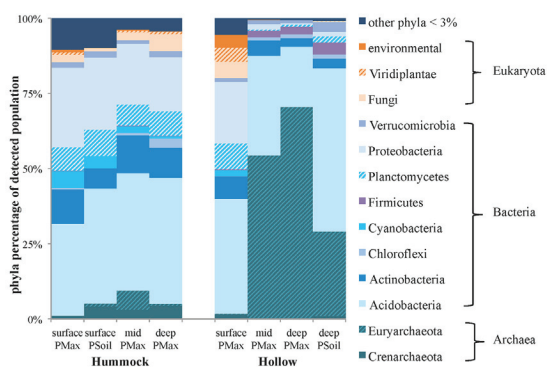 100%
75%
50%
25%
0%
phyla percentage of detected population
surface PMax
surface PSoil
mid PMax
deep PMax
Hummock
surface PMax
mid PMax
deep PMax
deep PSoil
Hollow
other phyla < 3%
environmental
Viridiplantae
Fungi
Eukaryota
Verrucomicrobia
Proteobacteria
Planctomycetes
Firmicutes
Cyanobacteria
Chloroflexi
Actinobacteria
Acidobacteria
Bacteria
Euryarchaeota
Crenarchaeota
Archaea